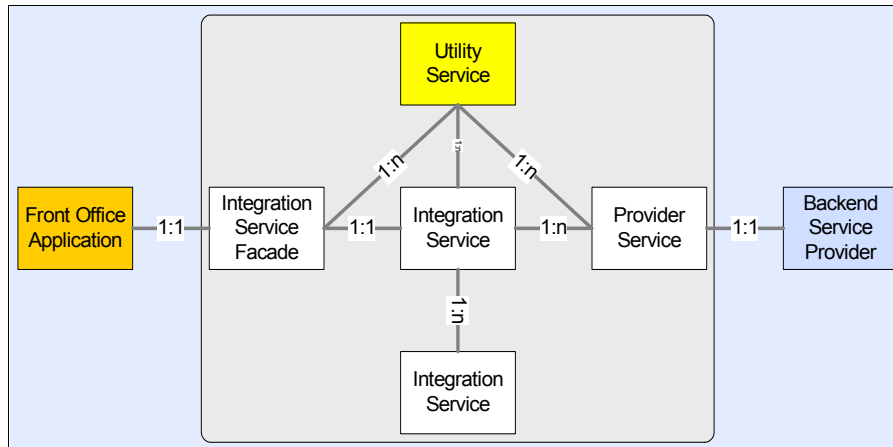 Utility
Service
1:n
1:n
1:n
Front Office
Application
1:1
Integration
Service
Facade
1:1
Integration
Service
1:n
Provider
Service
1:1
Backend
Service
Provider
1:n
Integration
Service